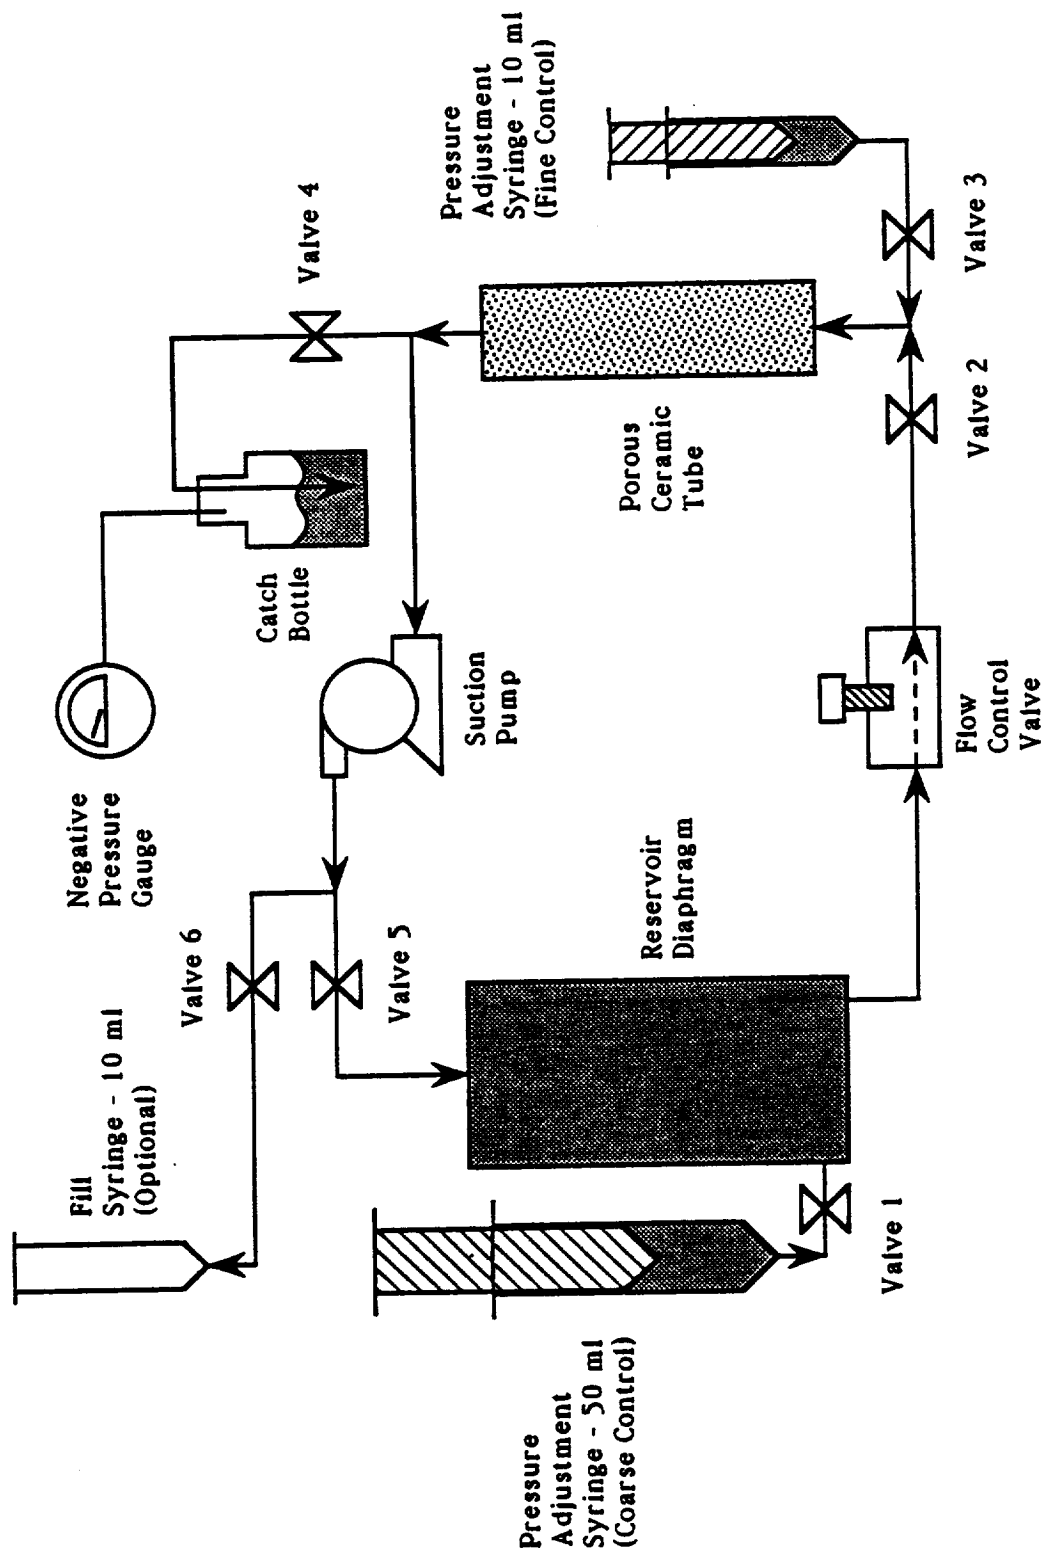 Fill
Syringe - 10 ml
(Optional)
Valve 6
Negative
Pressure
Gauge
Catch
Bottle
Valve 4
Pressure
Adjustment
Syringe - 10 ml
(Fine Control)
Valve 5
Suction
Pump
Porous
Ceramic
Tube
Pressure
Adjustment
Syringe - 50 ml
(Coarse Control)
Reservoir
Diaphragm
Valve 1
Flow
Control
Valve
Valve 2
Valve 3